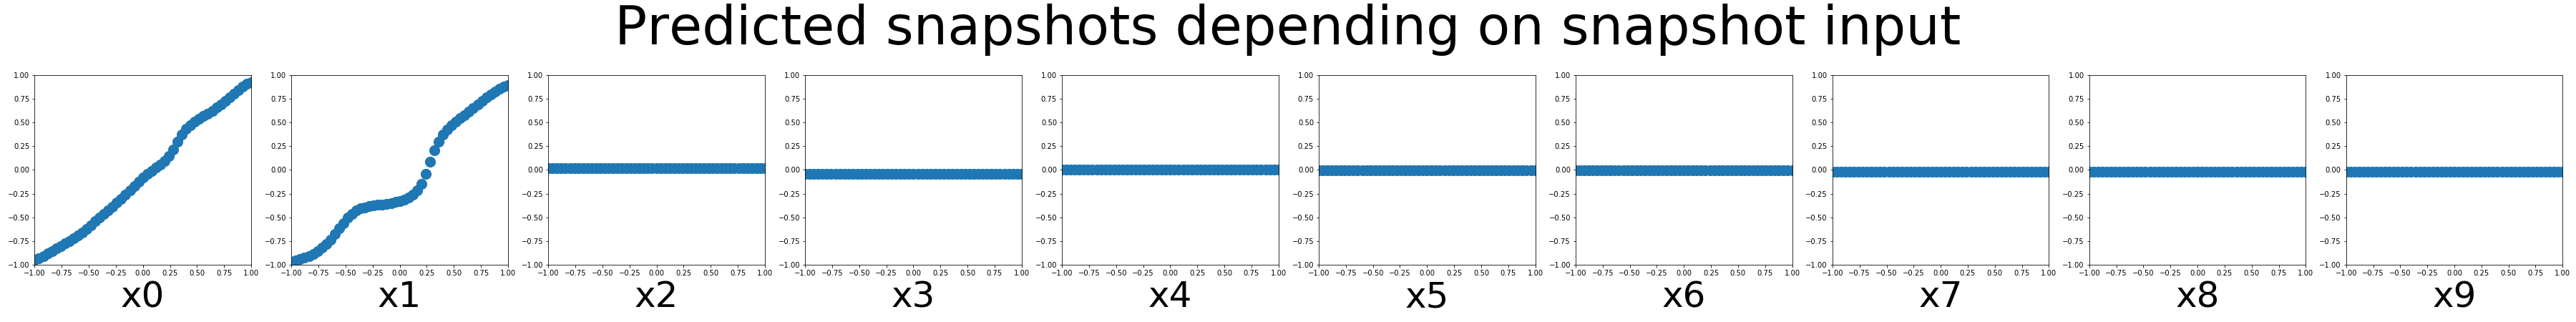 Predicted snapshots depending on snapshot input
1.00 1.00 1.00 1.00 1.00 1.00 1.00 1.00 1.00 1.00
0.75 0.75 0.75 0.75 0.75 0.75 0.75 0.75 0.75 0.75
0.50 0.50 0.50 0.50 0.50 0.50 0.50 0.50 0.50 0.50
0.25 0.25 0.25 0.25 0.25 0.25 0.25 0.25 0.25 0.25
0.00 0.00 0.00 0.00 0.00 0.00 0.00 0.00 0.00 0.00
−0.25 −0.25 −0.25 −0.25 −0.25 −0.25 −0.25 −0.25 −0.25 −0.25
−0.50 −0.50 −0.50 −0.50 −0.50 −0.50 −0.50 −0.50 −0.50 −0.50
−0.75 −0.75 −0.75 −0.75 −0.75 −0.75 −0.75 −0.75 −0.75 −0.75
−1.00 −1.00 −1.00 −1.00 −1.00 −1.00 −1.00 −1.00 −1.00 −1.00
−1.00 −0.75 −0.50 −0.25 0.00 0.25 0.50 0.75 1.00 −1.00 −0.75 −0.50 −0.25 0.00 0.25 0.50 0.75 1.00 −1.00 −0.75 −0.50 −0.25 0.00 0.25 0.50 0.75 1.00 −1.00 −0.75 −0.50 −0.25 0.00 0.25 0.50 0.75 1.00 −1.00 −0.75 −0.50 −0.25 0.00 0.25 0.50 0.75 1.00 −1.00 −0.75 −0.50 −0.25 0.00 0.25 0.50 0.75 1.00 −1.00 −0.75 −0.50 −0.25 0.00 0.25 0.50 0.75 1.00 −1.00 −0.75 −0.50 −0.25 0.00 0.25 0.50 0.75 1.00 −1.00 −0.75 −0.50 −0.25 0.00 0.25 0.50 0.75 1.00 −1.00 −0.75 −0.50 −0.25 0.00 0.25 0.50 0.75 1.00
x0 x1 x2 x3 x4 x5 x6 x7 x8 x9